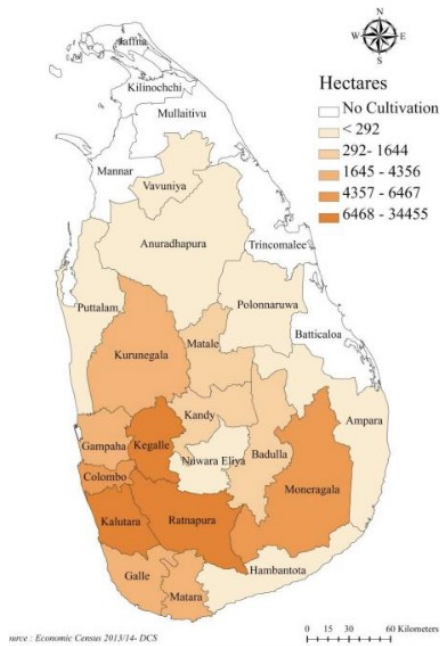 N
W E
S
Jaffna
Kilinochchi
Mullaitivu
Mannar
Vavuniya
Anuradhapura
Trincomalee
Puttalam
Polonnaruwa
Batticaloa
Kurunegala
Matale
Kandy
Ampara
Gampaha
Kegalle
Nuwara Eliya
Badulla
Colombo
Moneragala
Kalutara
Ratnapura
Hambantota
Galle
Matara
Hectares
No Cultivation
< 292
292- 1644
1645 - 4356
4357 - 6467
6468 - 34455
: Economic Census 2013/14- DCS
0 15 30 60 Kilometers